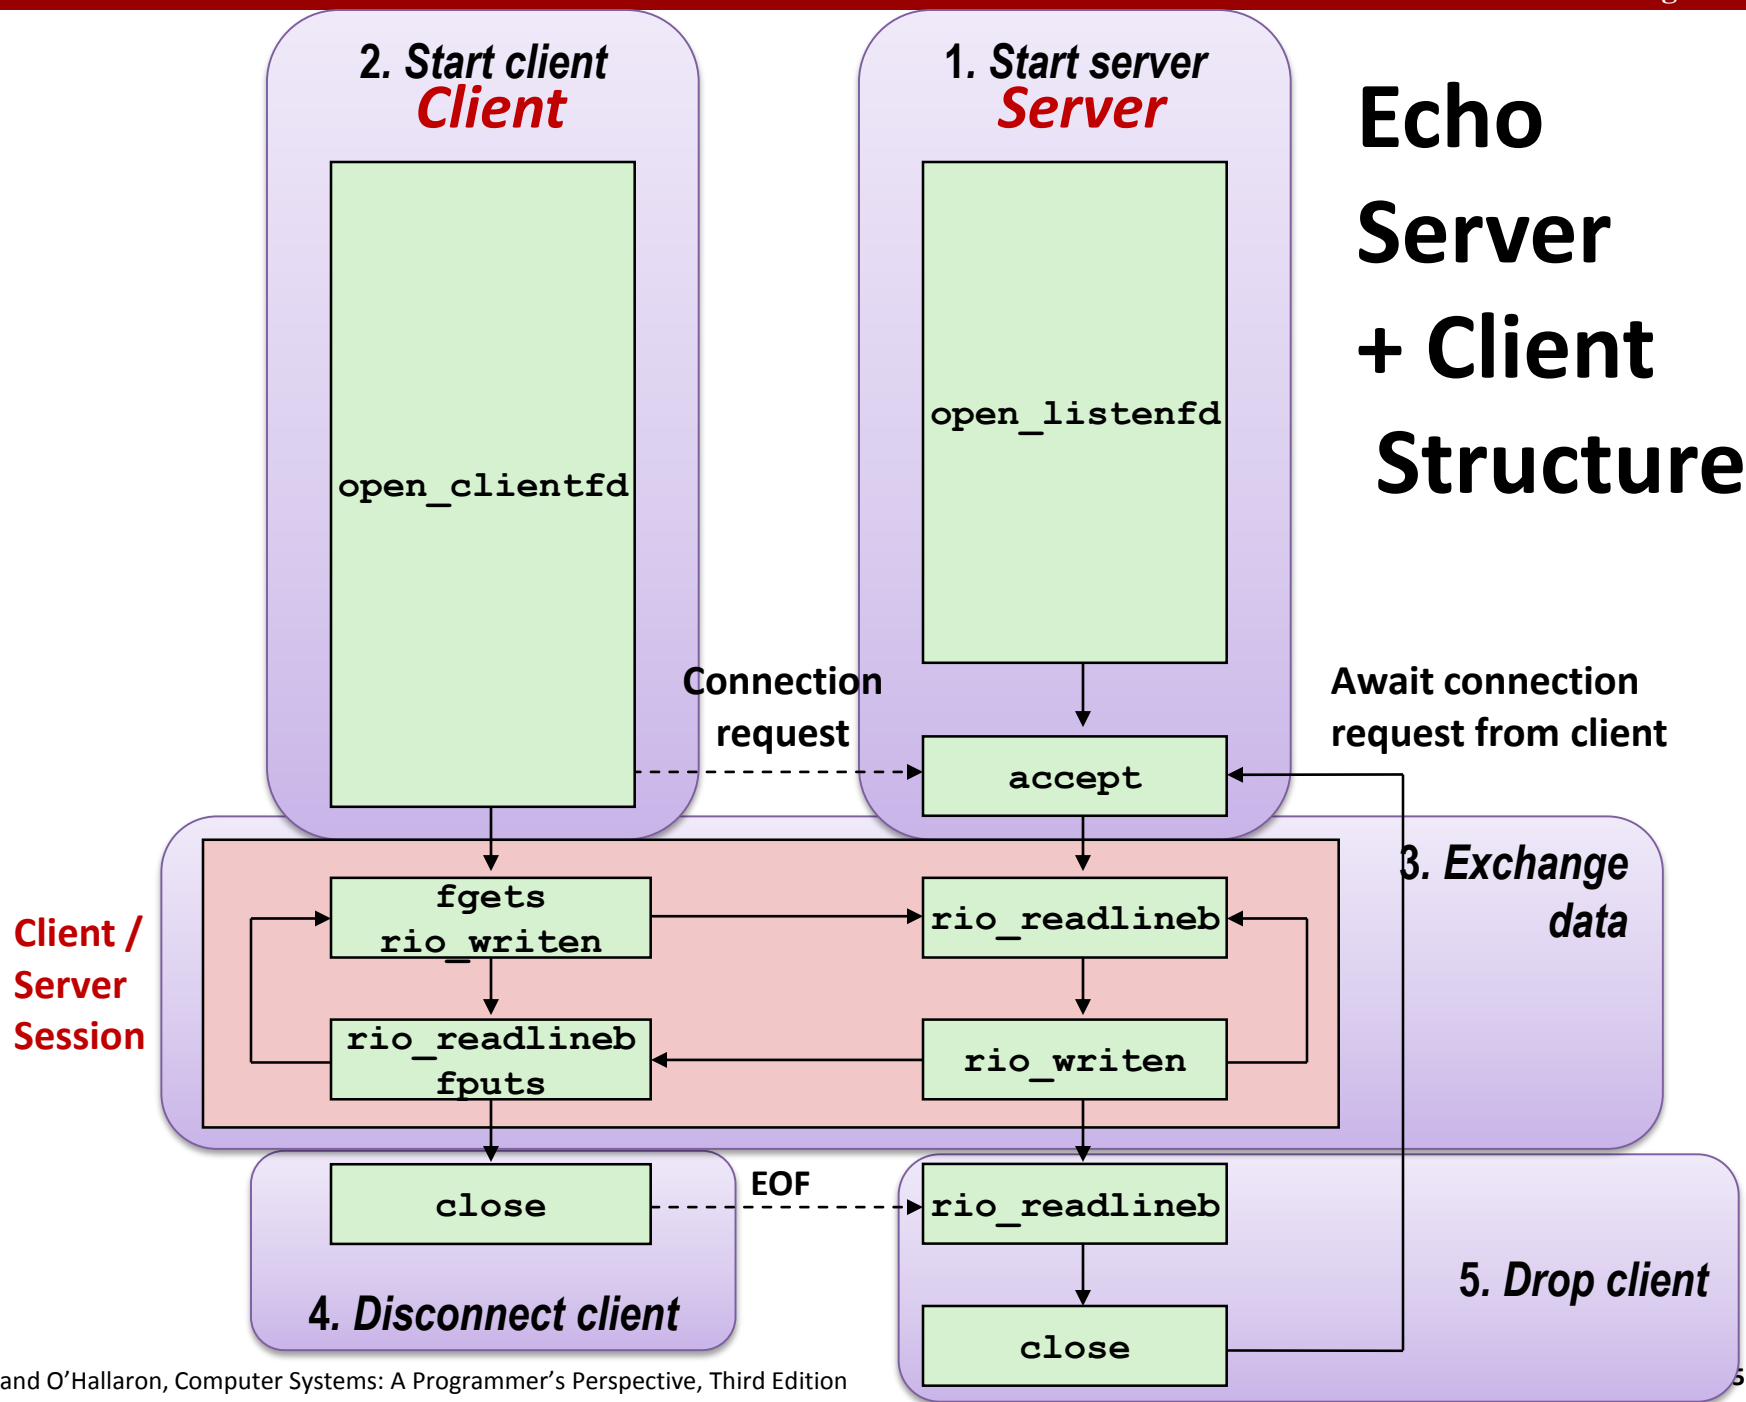 2. Start client
Client
1. Start server
Server
Echo
Server
+ Client
Structure
open_listenfd
open_clientfd
Connection
request
Await connection
request from client
accept
3. Exchange
data
fgets
rio_writen
rio_readlineb
Client /
Server
Session
rio_readlineb
fputs
rio_writen
close
EOF
rio_readlineb
4. Disconnect client
5. Drop client
close
and O'Hallaron, Computer Systems: A Programmer's Perspective, Third Edition